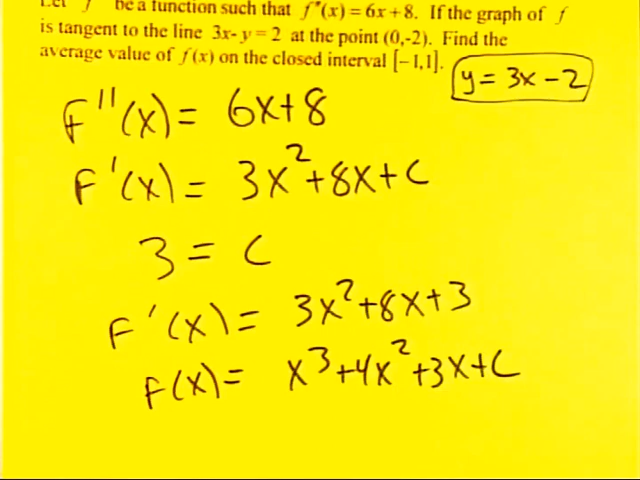 Let f be a function such that f"(x) = 6x+8. If the graph of f
is tangent to the line 3x- y = 2 at the point (0,-2). Find the
average value of f(x) on the closed interval [-1,1].
y = 3x - 2
F''(x) = 6x+8
F'(x) = 3x²+8x+C
3 = C
F'(x) = 3x²+8x+3
F(x) = x³+4x²+3x+C